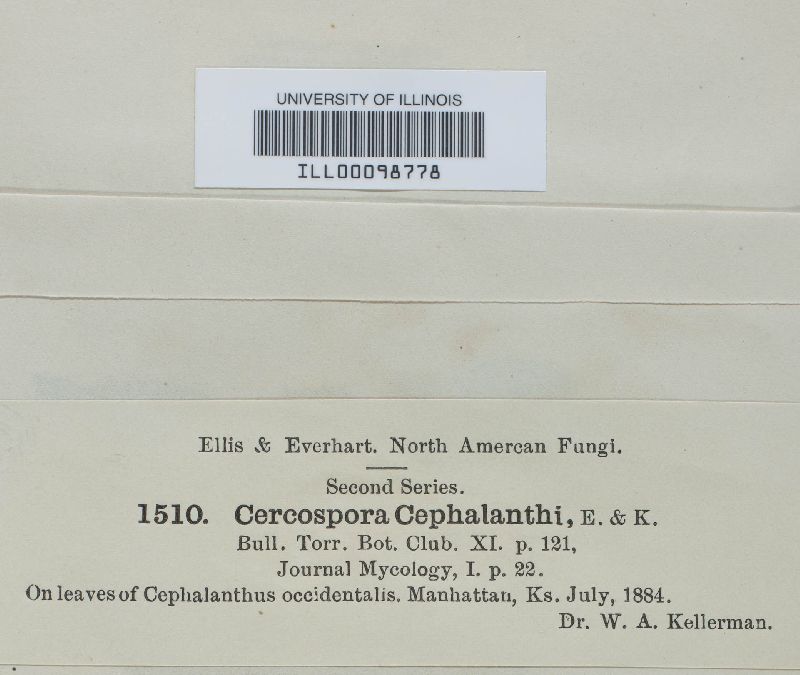 UNIVERSITY OF ILLINOIS
ILL00098778
Ellis & Everhart. North Amercan Fungi.
Second Series.
1510. Cercospora Cephalanthi, E. & K.
Bull. Torr. Bot. Club. XI. p. 121,
Journal Mycology, I. p. 22.
On leaves of Cephalanthus occidentalis. Manhattan, Ks. July, 1884.
Dr. W. A. Kellerman.